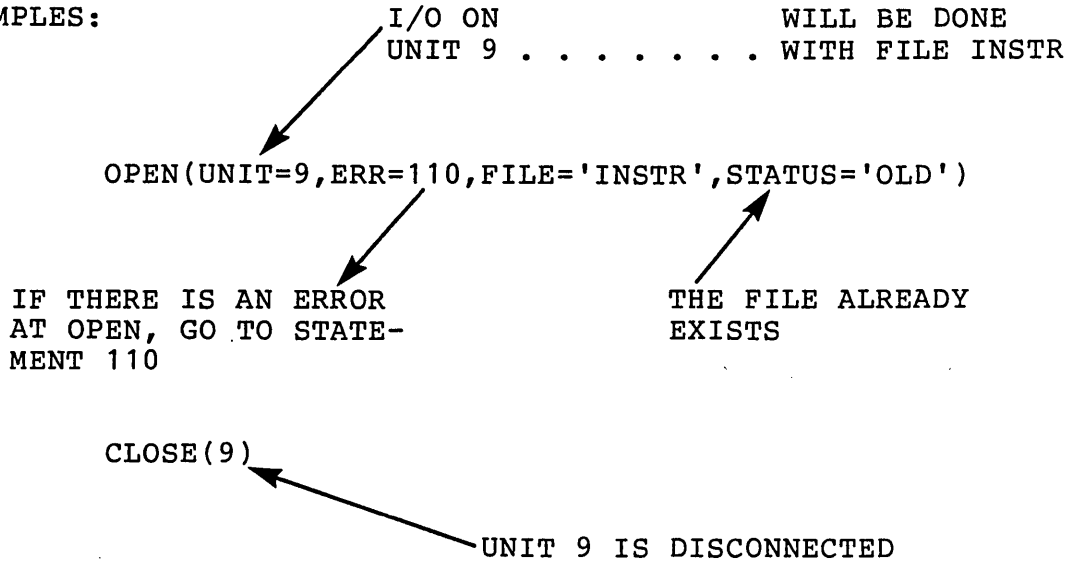 MPLES:
I/O ON WILL BE DONE
UNIT 9 . . . . . . . WITH FILE INSTR
OPEN(UNIT=9,ERR=110,FILE='INSTR',STATUS='OLD')
IF THERE IS AN ERROR THE FILE ALREADY
AT OPEN, GO TO STATE- EXISTS
MENT 110
CLOSE(9)
UNIT 9 IS DISCONNECTED